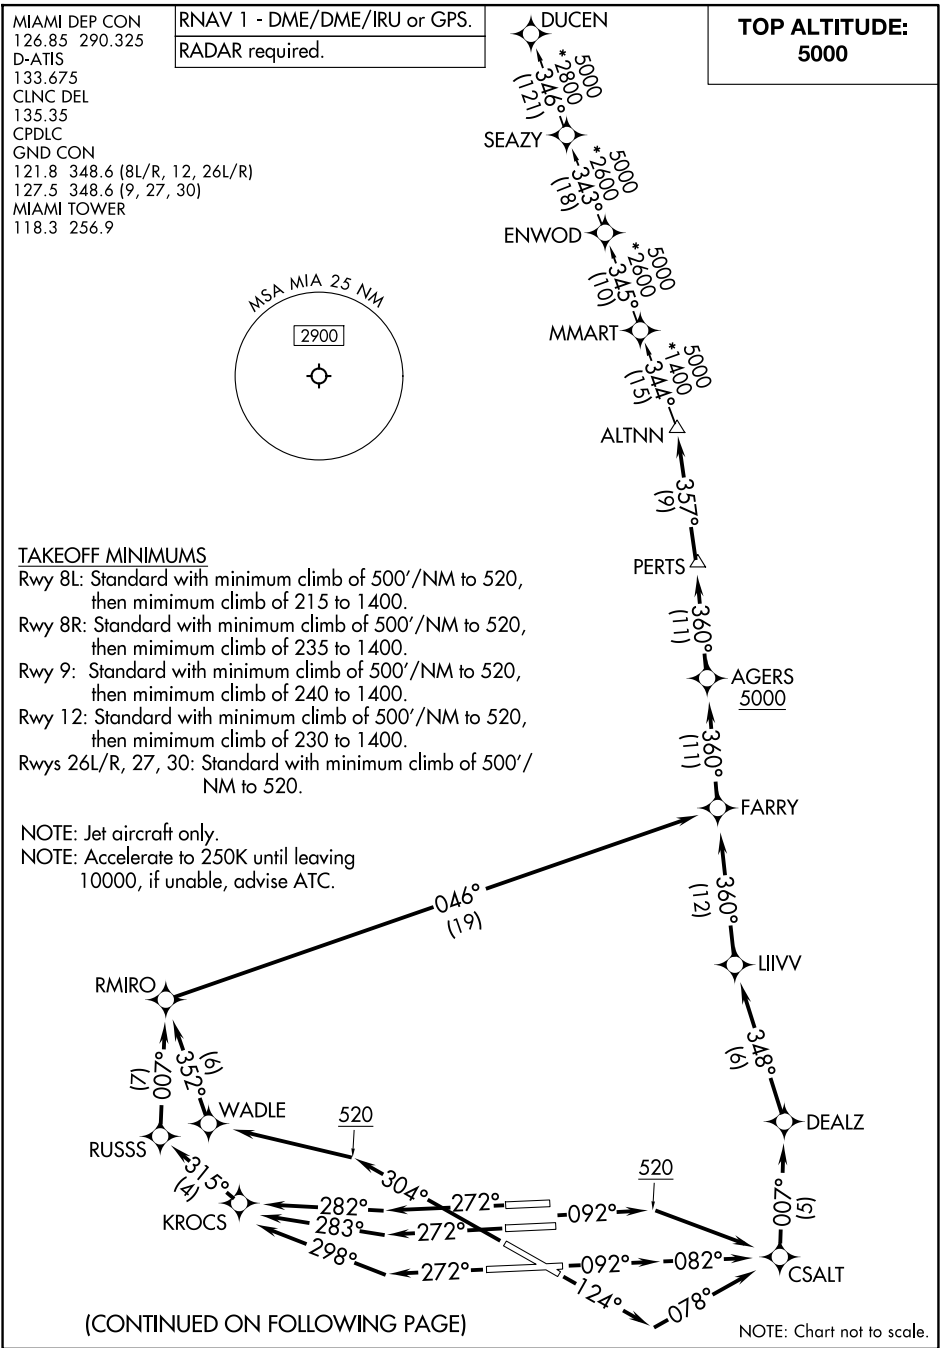 MIAMI DEP CON
126.85 290.325
D-ATIS
133.675
CLNC DEL
135.35
CPDLC
GND CON
121.8 348.6 (8L/R, 12, 26L/R)
127.5 348.6 (9, 27, 30)
MIAMI TOWER
118.3 256.9
RNAV 1 - DME/DME/IRU or GPS.
RADAR required.
TOP ALTITUDE:
5000
DUCEN
5000
*2800
346°
(121)
SEAZY
5000
*2600
343°
(18)
ENWOD
5000
*2600
345°
(10)
MMART
5000
*1400
344°
(15)
ALTNN
357°
(9)
PERTS
360°
(11)
AGERS
5000
360°
(11)
FARRY
360°
(12)
LIIVV
348°
(6)
DEALZ
007°
(5)
CSALT
MSA MIA 25 NM
2900
TAKEOFF MINIMUMS
Rwy 8L: Standard with minimum climb of 500'/NM to 520,
then mimimum climb of 215 to 1400.
Rwy 8R: Standard with minimum climb of 500'/NM to 520,
then mimimum climb of 235 to 1400.
Rwy 9: Standard with minimum climb of 500'/NM to 520,
then mimimum climb of 240 to 1400.
Rwy 12: Standard with minimum climb of 500'/NM to 520,
then mimimum climb of 230 to 1400.
Rwys 26L/R, 27, 30: Standard with minimum climb of 500'/
NM to 520.
NOTE: Jet aircraft only.
NOTE: Accelerate to 250K until leaving
10000, if unable, advise ATC.
046°
(19)
RMIRO
007°
(7)
352°
(6)
WADLE
RUSSS
315°
(4)
KROCS
520
304°
520
282°
272°
092°
283°
272°
298°
272°
092°
082°
124°
078°
(CONTINUED ON FOLLOWING PAGE)
NOTE: Chart not to scale.